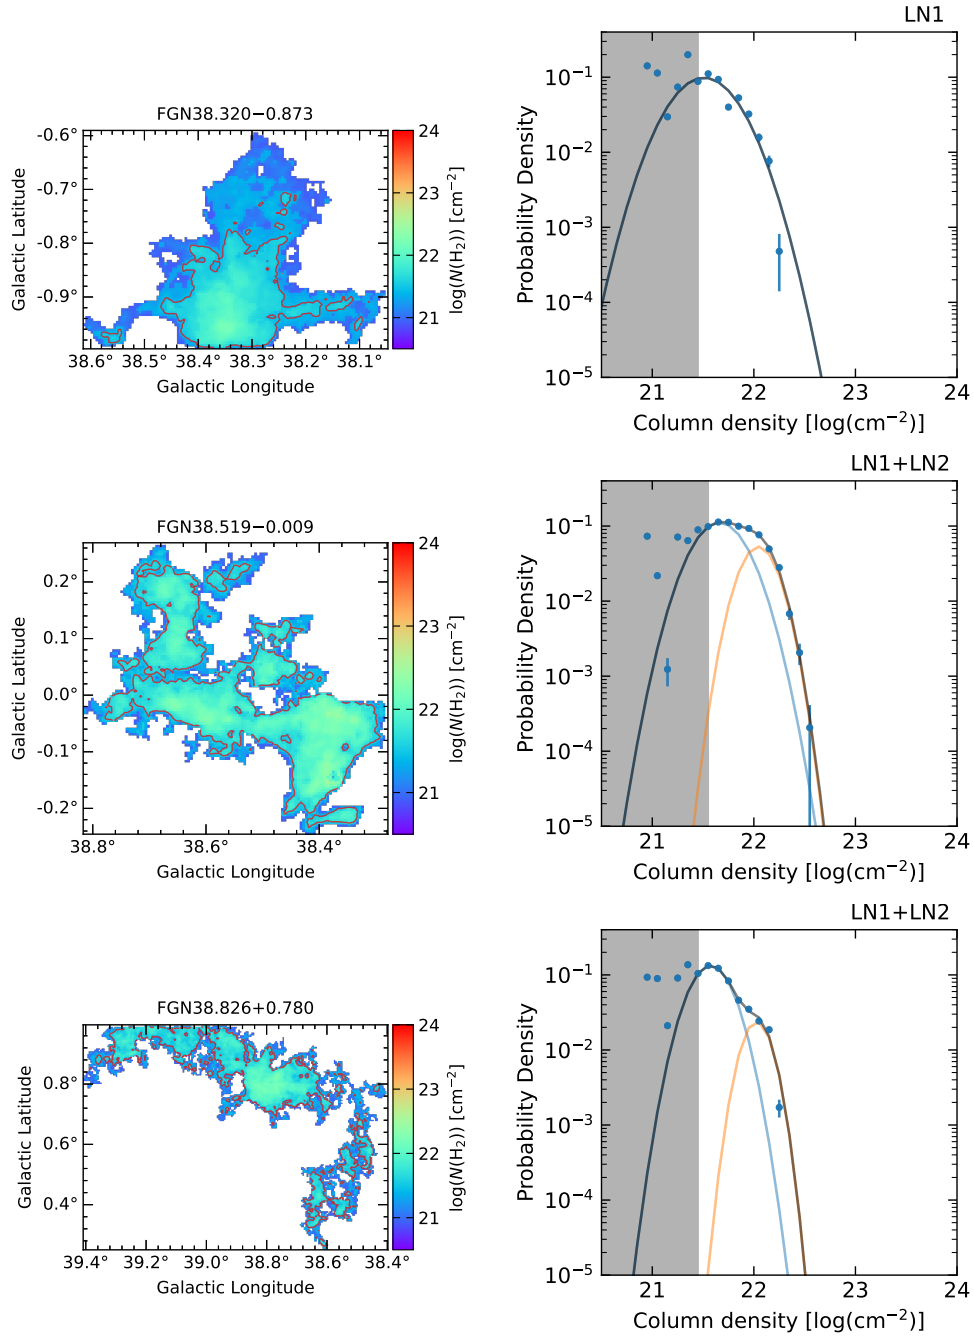 LN1
FGN38.320−0.873
-0.6°
-0.7°
-0.8°
-0.9°
Galactic Latitude
38.6° 38.5° 38.4° 38.3° 38.2° 38.1°
Galactic Longitude
24
23
22
21
log(N(H₂)) [cm⁻²]
10⁻¹
10⁻²
10⁻³
10⁻⁴
10⁻⁵
Probability Density
21 22 23 24
Column density [log(cm⁻²)]
LN1+LN2
FGN38.519−0.009
0.2°
0.1°
0.0°
-0.1°
-0.2°
Galactic Latitude
38.8° 38.6° 38.4°
Galactic Longitude
24
23
22
21
log(N(H₂)) [cm⁻²]
10⁻¹
10⁻²
10⁻³
10⁻⁴
10⁻⁵
Probability Density
21 22 23 24
Column density [log(cm⁻²)]
LN1+LN2
FGN38.826+0.780
0.8°
0.6°
0.4°
Galactic Latitude
39.4° 39.2° 39.0° 38.8° 38.6° 38.4°
Galactic Longitude
24
23
22
21
log(N(H₂)) [cm⁻²]
10⁻¹
10⁻²
10⁻³
10⁻⁴
10⁻⁵
Probability Density
21 22 23 24
Column density [log(cm⁻²)]